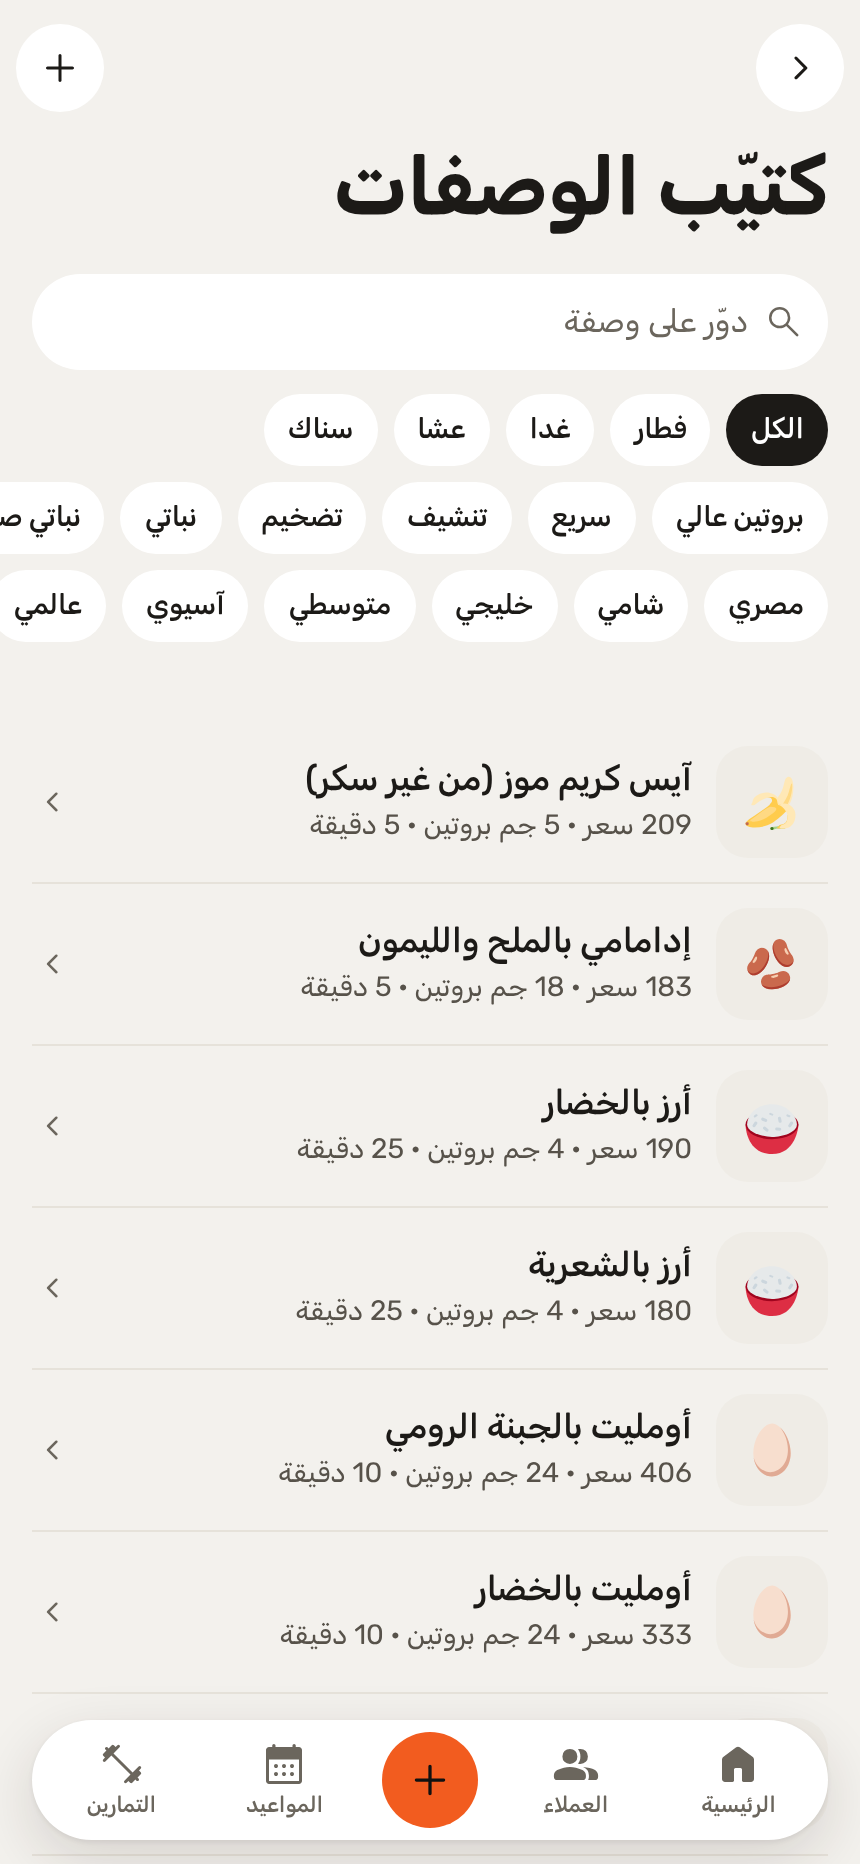 كتيّب الوصفات
دوّر على وصفة
الكل فطار غدا عشا سناك
بروتين عالي سريع تنشيف تضخيم نباتي نباتي
مصري شامي خليجي متوسطي آسيوي عالمي
آيس كريم موز (من غير سكر)
209 سعر • 5 جم بروتين • 5 دقيقة
إدامامي بالملح والليمون
183 سعر • 18 جم بروتين • 5 دقيقة
أرز بالخضار
190 سعر • 4 جم بروتين • 25 دقيقة
أرز بالشعرية
180 سعر • 4 جم بروتين • 25 دقيقة
أومليت بالجبنة الرومي
406 سعر • 24 جم بروتين • 10 دقيقة
أومليت بالخضار
333 سعر • 24 جم بروتين • 10 دقيقة
الرئيسية العملاء المواعيد التمارين